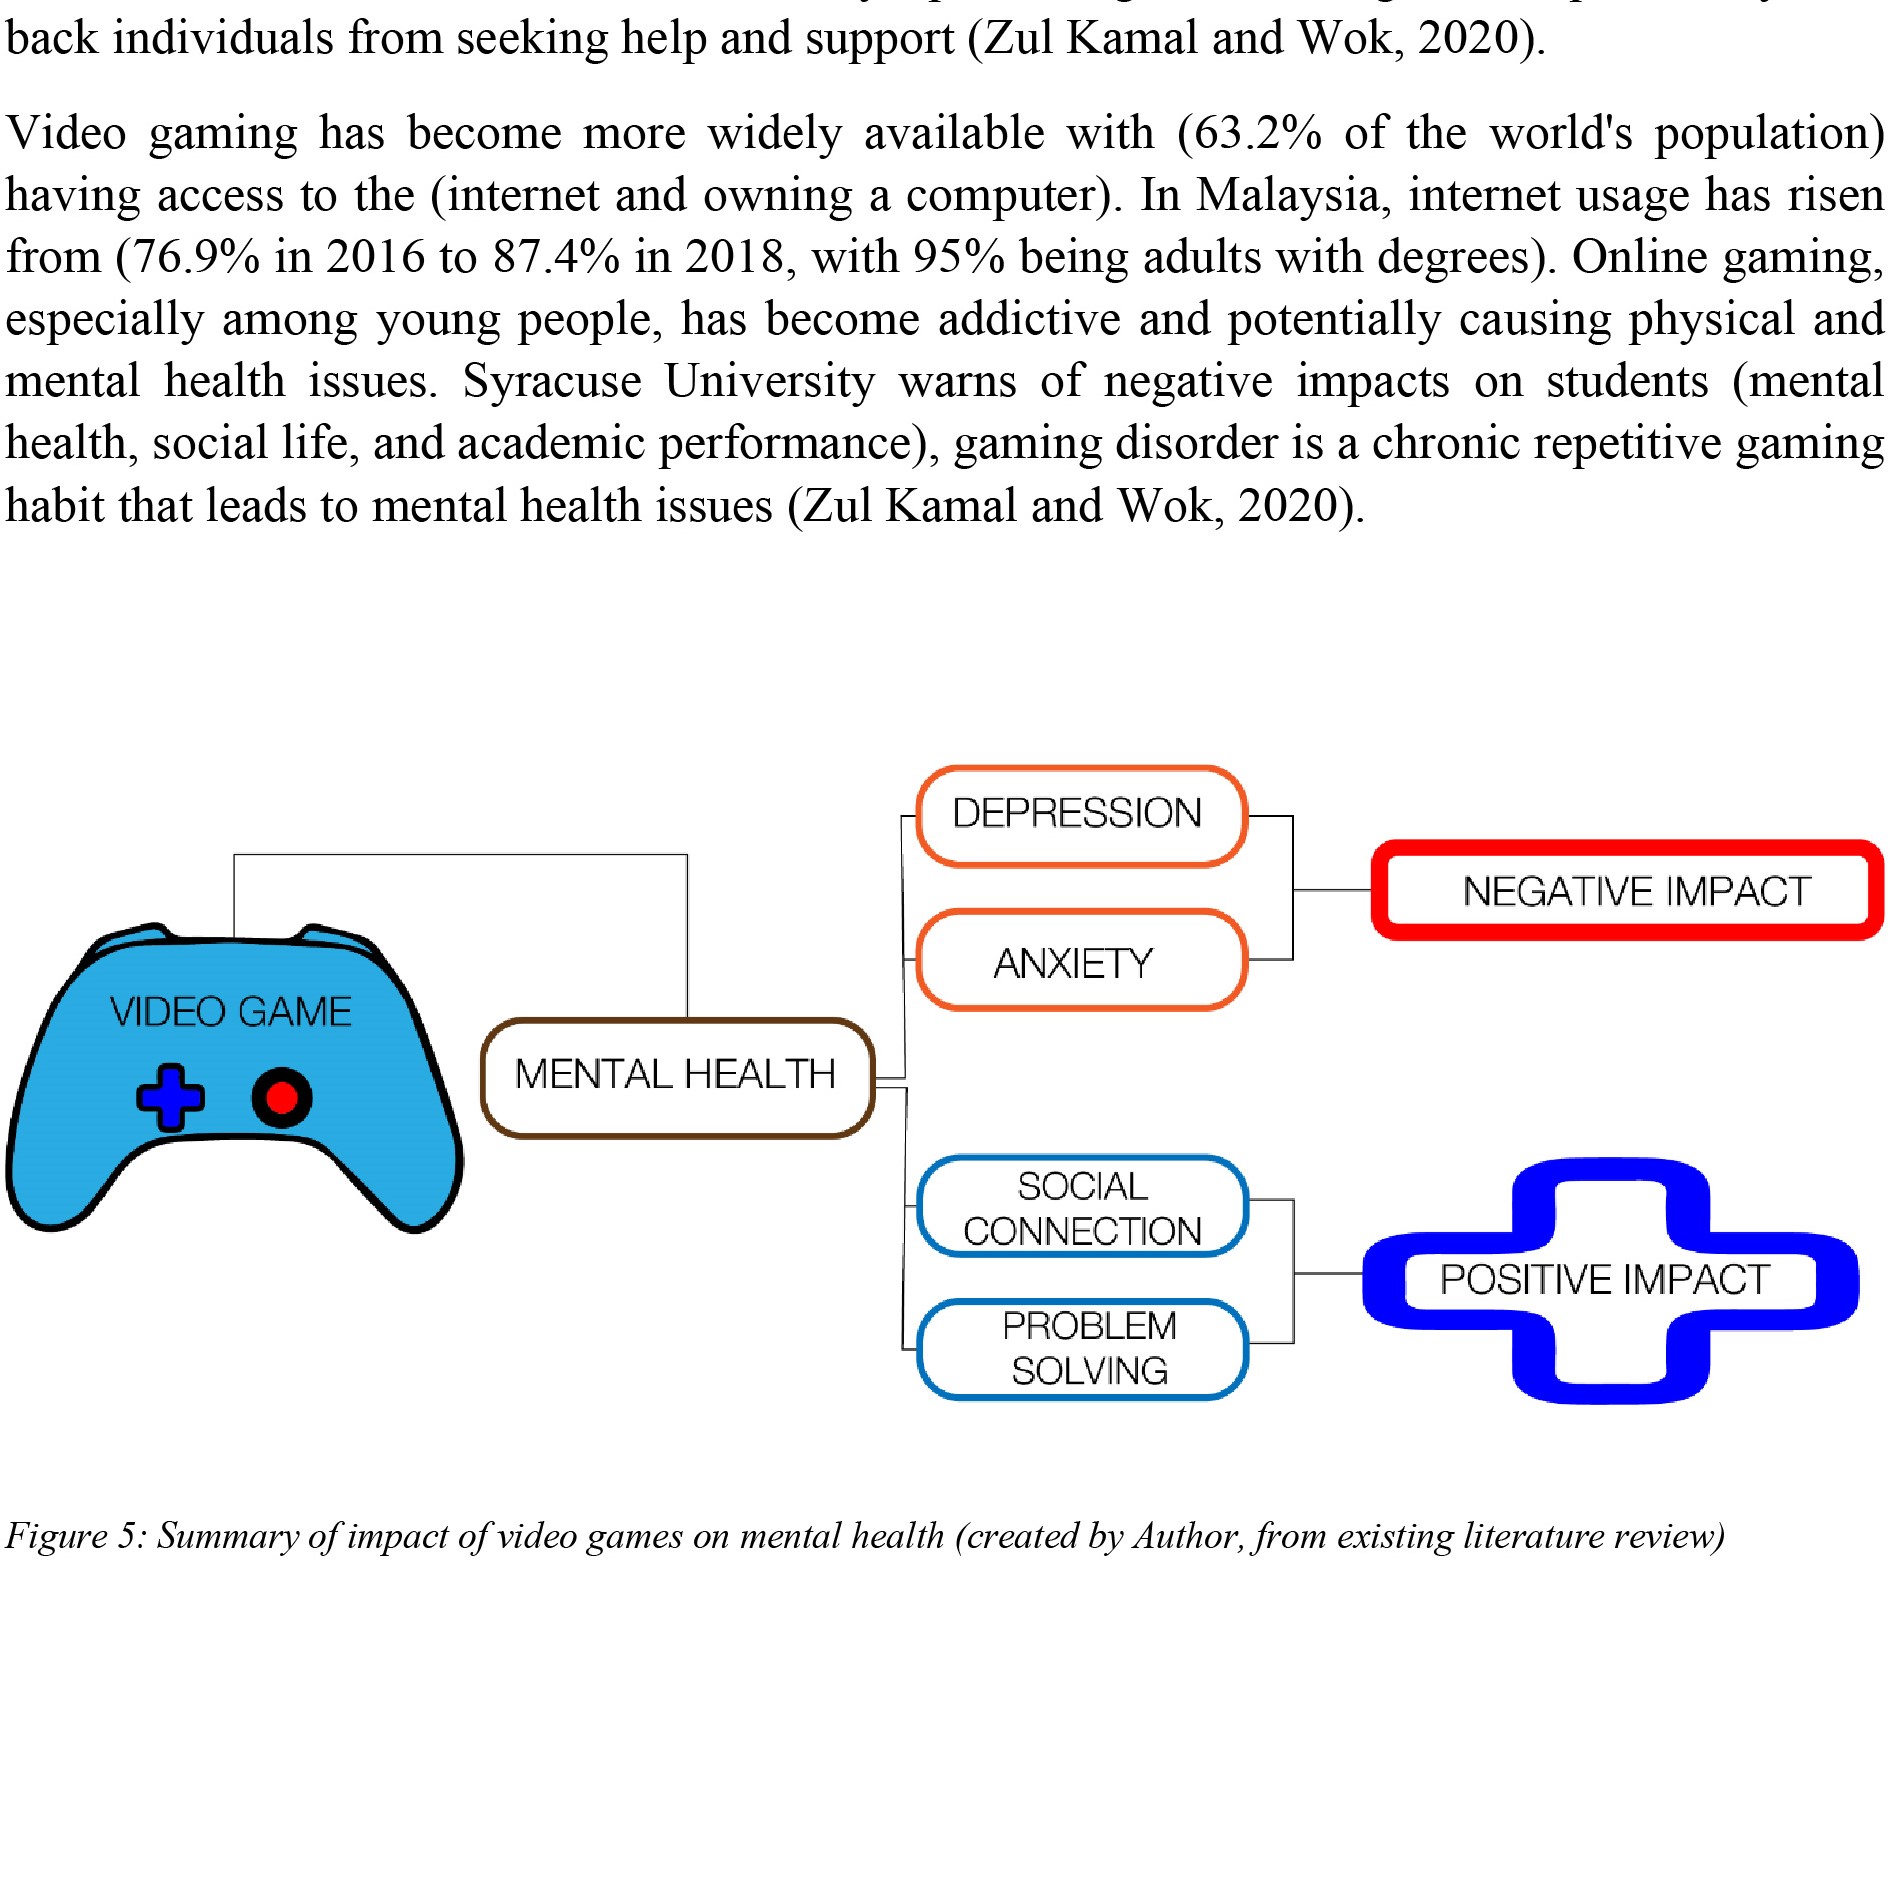 back individuals from seeking help and support (Zul Kamal and Wok, 2020).
Video gaming has become more widely available with (63.2% of the world's population)
having access to the (internet and owning a computer). In Malaysia, internet usage has risen
from (76.9% in 2016 to 87.4% in 2018, with 95% being adults with degrees). Online gaming,
especially among young people, has become addictive and potentially causing physical and
mental health issues. Syracuse University warns of negative impacts on students (mental
health, social life, and academic performance), gaming disorder is a chronic repetitive gaming
habit that leads to mental health issues (Zul Kamal and Wok, 2020).
VIDEO GAME
MENTAL HEALTH
DEPRESSION
ANXIETY
NEGATIVE IMPACT
SOCIAL
CONNECTION
PROBLEM
SOLVING
POSITIVE IMPACT
Figure 5: Summary of impact of video games on mental health (created by Author, from existing literature review)